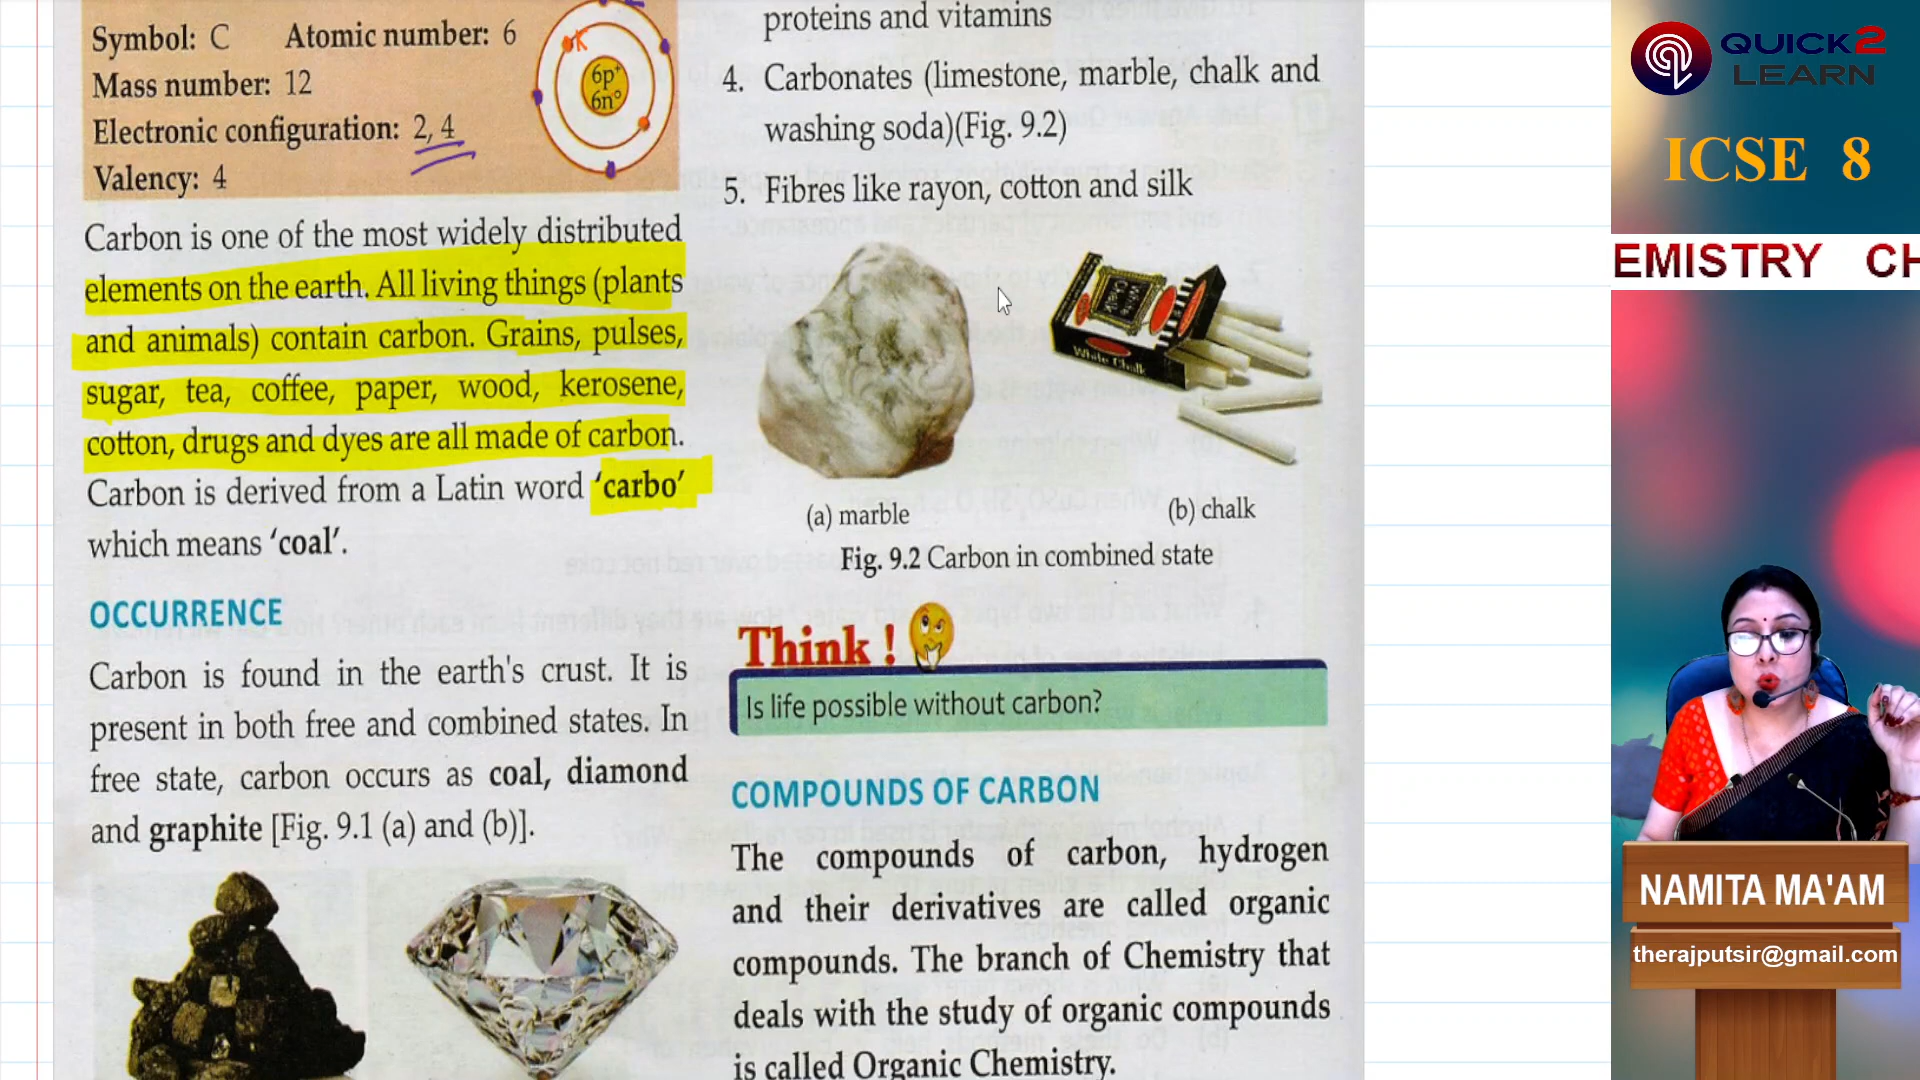 Symbol: C Atomic number: 6
Mass number: 12
Electronic configuration: 2, 4
Valency: 4
K
6p⁺
6n⁰
Carbon is one of the most widely distributed
elements on the earth. All living things (plants
and animals) contain carbon. Grains, pulses,
sugar, tea, coffee, paper, wood, kerosene,
cotton, drugs and dyes are all made of carbon.
Carbon is derived from a Latin word ‘carbo’
which means ‘coal’.
OCCURRENCE
Carbon is found in the earth's crust. It is
present in both free and combined states. In
free state, carbon occurs as coal, diamond
and graphite [Fig. 9.1 (a) and (b)].
proteins and vitamins
4. Carbonates (limestone, marble, chalk and
washing soda)(Fig. 9.2)
5. Fibres like rayon, cotton and silk
White Chalk
(a) marble
(b) chalk
Fig. 9.2 Carbon in combined state
Think !
Is life possible without carbon?
COMPOUNDS OF CARBON
The compounds of carbon, hydrogen
and their derivatives are called organic
compounds. The branch of Chemistry that
deals with the study of organic compounds
is called Organic Chemistry.
QUICK2
LEARN
ICSE 8
EMISTRY CH
NAMITA MA'AM
therajputsir@gmail.com